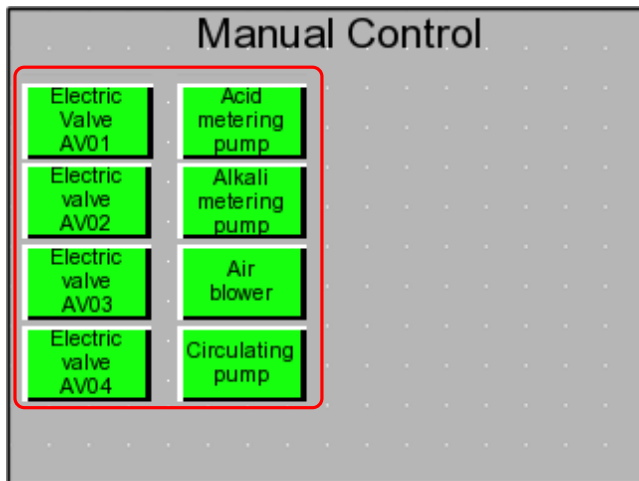 Manual Control
Electric
Valve
AV01
Acid
metering
pump
Electric
valve
AV02
Alkali
metering
pump
Electric
valve
AV03
Air
blower
Electric
valve
AV04
Circulating
pump